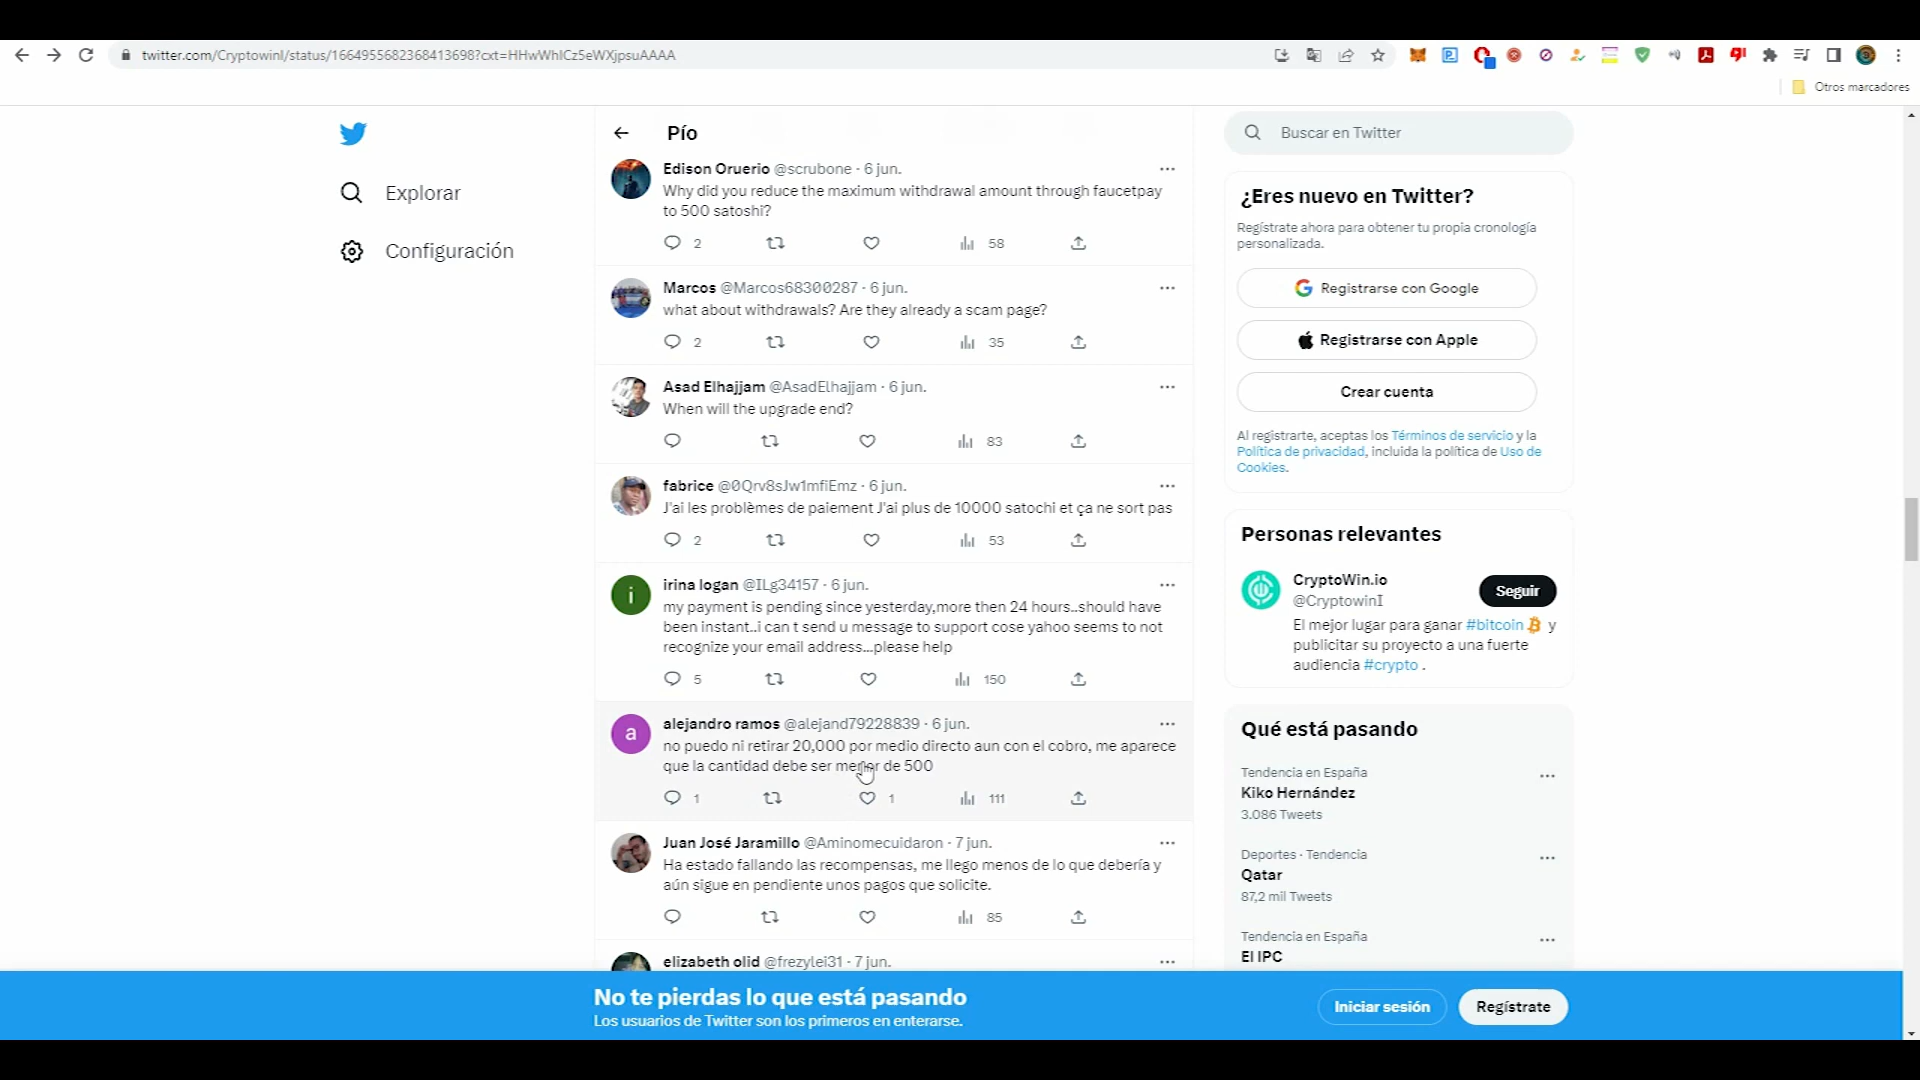 twitter.com/CryptowinI/status/1664955682368413698?cxt=HHwWhICz5eWXjpsuAAAA
Otros marcadores
Explorar
Configuración
Pío
Edison Oruerio @scrubone · 6 jun.
Why did you reduce the maximum withdrawal amount through faucetpay
to 500 satoshi?
2 58
Marcos @Marcos68300287 · 6 jun.
what about withdrawals? Are they already a scam page?
2 35
Asad Elhajjam @AsadElhajjam · 6 jun.
When will the upgrade end?
83
fabrice @0Qrv8sJw1mfiEmz · 6 jun.
J'ai les problèmes de paiement J'ai plus de 10000 satochi et ça ne sort pas
2 53
irina logan @ILg34157 · 6 jun.
my payment is pending since yesterday,more then 24 hours..should have
been instant..i can t send u message to support cose yahoo seems to not
recognize your email address...please help
5 150
alejandro ramos @alejand79228839 · 6 jun.
no puedo ni retirar 20,000 por medio directo aun con el cobro, me aparece
que la cantidad debe ser menor de 500
1 1 111
Juan José Jaramillo @Aminomecuidaron · 7 jun.
Ha estado fallando las recompensas, me llego menos de lo que debería y
aún sigue en pendiente unos pagos que solicite.
85
elizabeth olid @frezylei31 · 7 jun.
Buscar en Twitter
¿Eres nuevo en Twitter?
Regístrate ahora para obtener tu propia cronología
personalizada.
Registrarse con Google
Registrarse con Apple
Crear cuenta
Al registrarte, aceptas los Términos de servicio y la
Política de privacidad, incluida la política de Uso de
Cookies.
Personas relevantes
CryptoWin.io
@CryptowinI
Seguir
El mejor lugar para ganar #bitcoin y
publicitar su proyecto a una fuerte
audiencia #crypto .
Qué está pasando
Tendencia en España
Kiko Hernández
3.086 Tweets
Deportes · Tendencia
Qatar
87,2 mil Tweets
Tendencia en España
El IPC
No te pierdas lo que está pasando
Los usuarios de Twitter son los primeros en enterarse.
Iniciar sesión
Regístrate